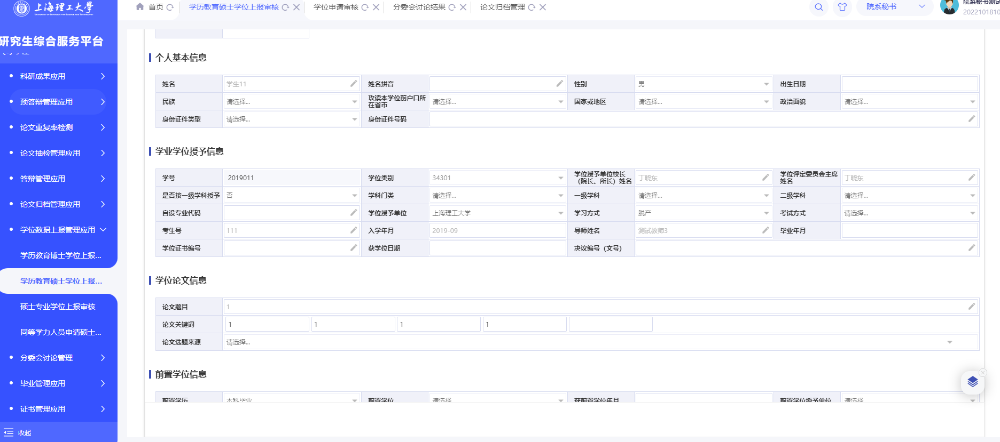 上海理工大學
UNIVERSITY OF SHANGHAI FOR SCIENCE AND TECHNOLOGY
研究生综合服务平台
首页
学历教育硕士学位上报审核
学位申请审核
分委会讨论结果
论文归档管理
院系秘书
院系秘书测试
2022101810
科研成果应用
预答辩管理应用
论文重复率检测
论文抽检管理应用
答辩管理应用
论文归档管理应用
学位数据上报管理应用
学历教育博士学位上报...
学历教育硕士学位上报...
硕士专业学位上报审核
同等学力人员申请硕士...
分委会讨论管理
毕业管理应用
证书管理应用
收起
个人基本信息
姓名 学生11 姓名拼音 性别 男 出生日期
民族 请选择... 攻读本学位前户口所在省市 请选择... 国家或地区 请选择... 政治面貌 请选择...
身份证件类型 请选择... 身份证件号码
学业学位授予信息
学号 2019011 学位类别 34301 学位授予单位校长（院长、所长）姓名 丁晓东 学位评定委员会主席姓名 丁晓东
是否按一级学科授予 否 学科门类 请选择... 一级学科 请选择... 二级学科 请选择...
自设专业代码 学位授予单位 上海理工大学 学习方式 脱产 考试方式 请选择...
考生号 111 入学年月 2019-09 导师姓名 测试教师3 毕业年月
学位证书编号 获学位日期 决议编号（文号）
学位论文信息
论文题目 1
论文关键词 1 1 1 1
论文选题来源 请选择...
前置学位信息
前置学历 本科毕业 前置学位 请选择... 获前置学位年月 前置学位授予单位 请选择...